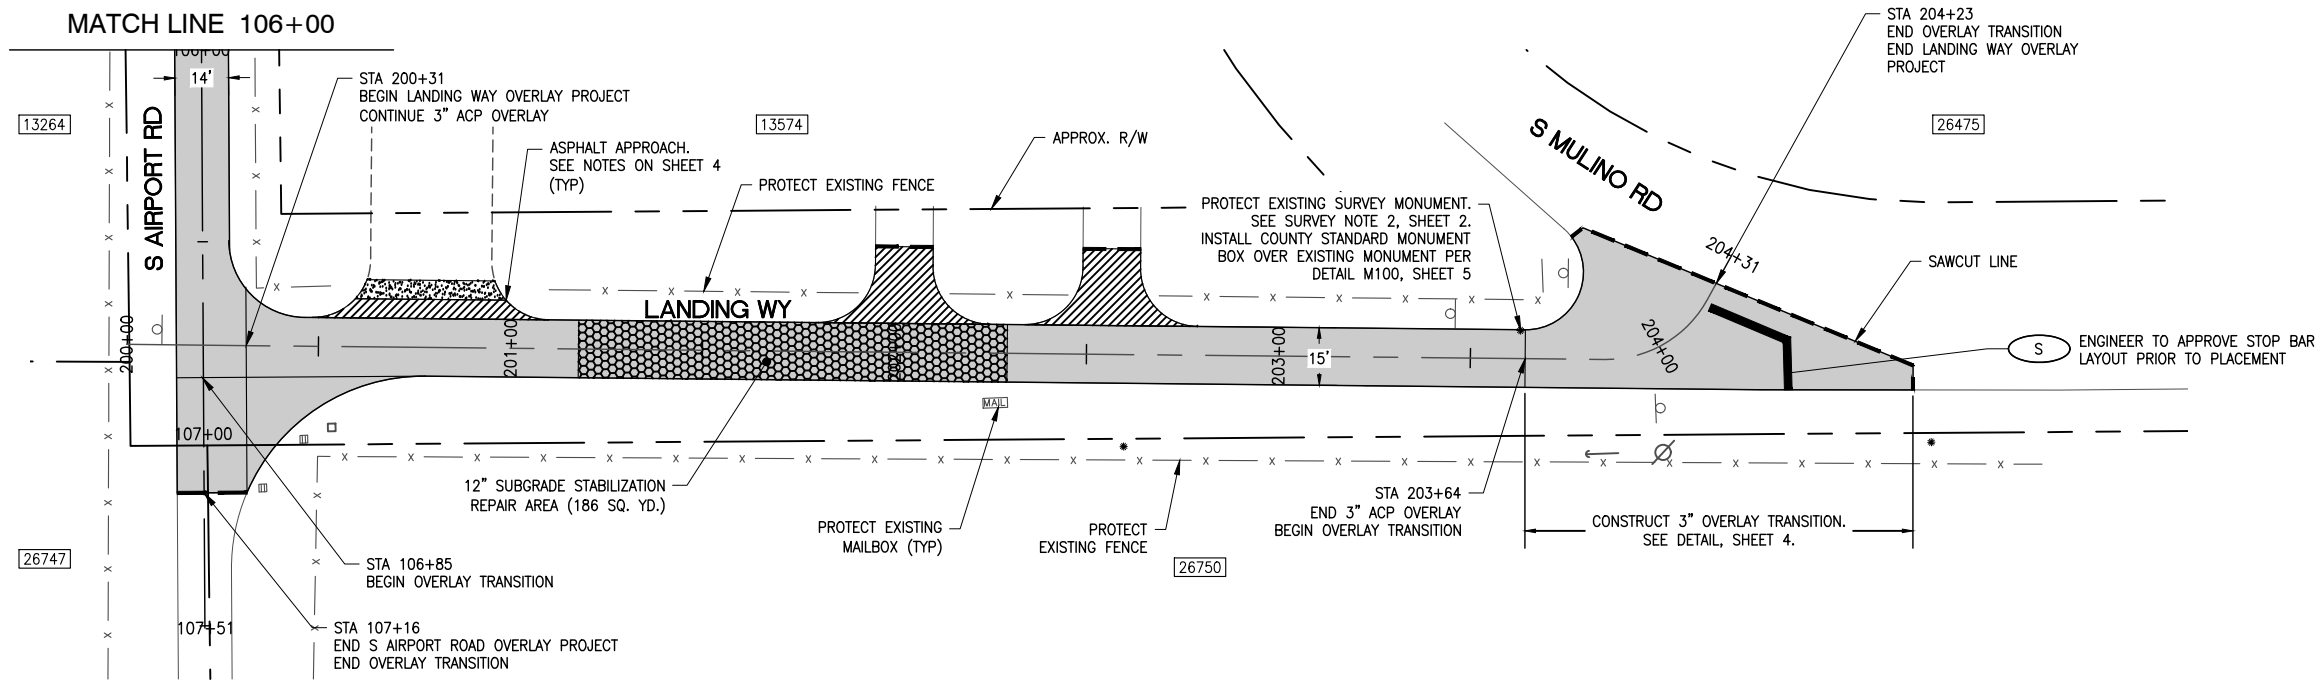 MATCH LINE 106+00
106+00
14'
S AIRPORT RD
13264
STA 200+31
BEGIN LANDING WAY OVERLAY PROJECT
CONTINUE 3" ACP OVERLAY
ASPHALT APPROACH.
SEE NOTES ON SHEET 4
(TYP)
13574
PROTECT EXISTING FENCE
APPROX. R/W
PROTECT EXISTING SURVEY MONUMENT.
SEE SURVEY NOTE 2, SHEET 2.
INSTALL COUNTY STANDARD MONUMENT
BOX OVER EXISTING MONUMENT PER
DETAIL M100, SHEET 5
S MULINO RD
STA 204+23
END OVERLAY TRANSITION
END LANDING WAY OVERLAY
PROJECT
26475
204+31
SAWCUT LINE
S
ENGINEER TO APPROVE STOP BAR
LAYOUT PRIOR TO PLACEMENT
LANDING WY
200+00
201+00
202+00
203+00
15'
204+00
107+00
MAIL
12" SUBGRADE STABILIZATION
REPAIR AREA (186 SQ. YD.)
PROTECT EXISTING
MAILBOX (TYP)
PROTECT
EXISTING FENCE
STA 203+64
END 3" ACP OVERLAY
BEGIN OVERLAY TRANSITION
CONSTRUCT 3" OVERLAY TRANSITION.
SEE DETAIL, SHEET 4.
26747
26750
STA 106+85
BEGIN OVERLAY TRANSITION
107+51
STA 107+16
END S AIRPORT ROAD OVERLAY PROJECT
END OVERLAY TRANSITION